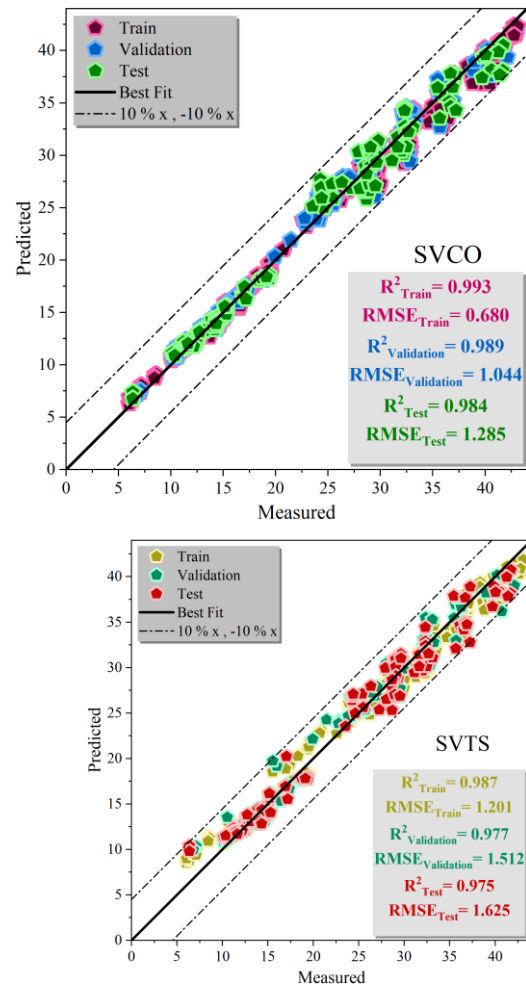 Train
Validation
Test
Best Fit
10 % x , -10 % x
40
35
30
25
20
15
10
5
0
Predicted
SVCO
R²Train= 0.993
RMSETrain= 0.680
R²Validation= 0.989
RMSEValidation= 1.044
R²Test= 0.984
RMSETest= 1.285
0 5 10 15 20 25 30 35 40
Measured
Train
Validation
Test
Best Fit
10 % x , -10 % x
40
35
30
25
20
15
10
5
0
Predicted
SVTS
R²Train= 0.987
RMSETrain= 1.201
R²Validation= 0.977
RMSEValidation= 1.512
R²Test= 0.975
RMSETest= 1.625
0 5 10 15 20 25 30 35 40
Measured